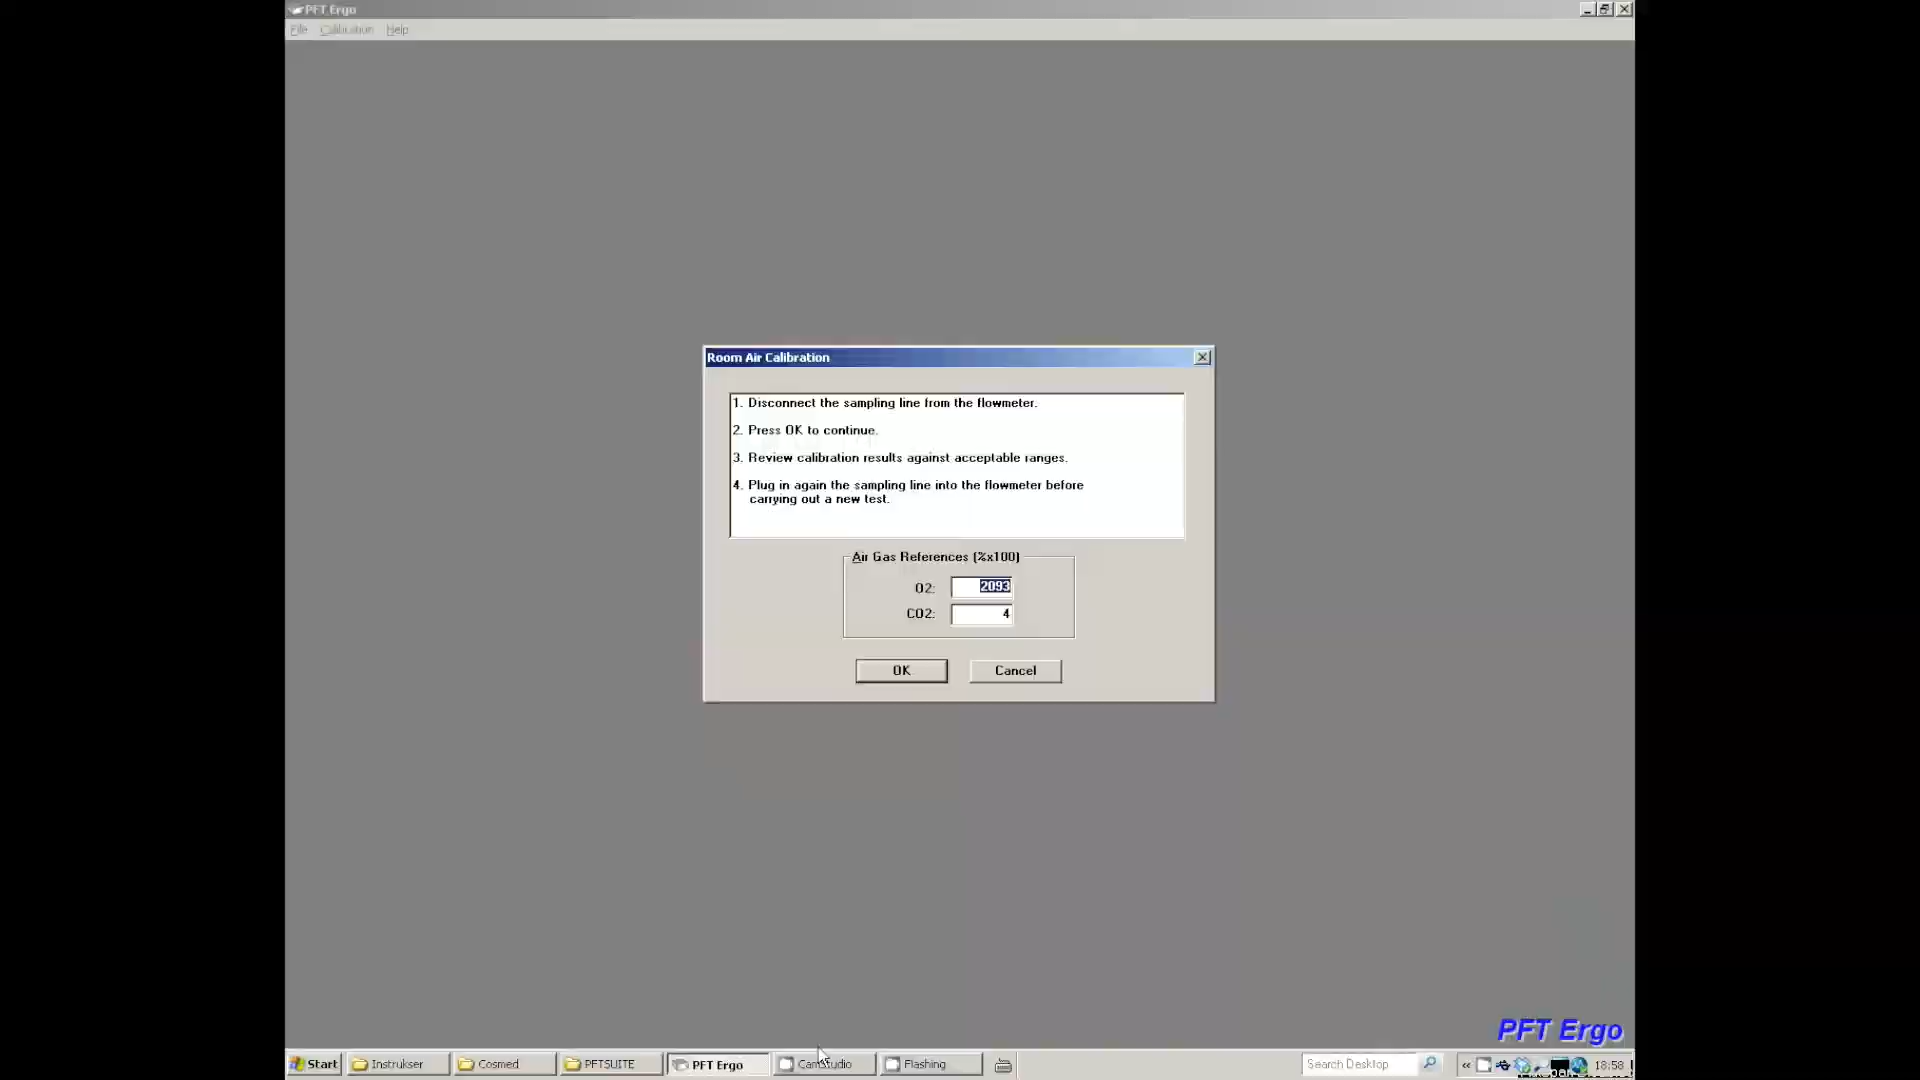 PFT Ergo
File Calibration Help
Room Air Calibration
1. Disconnect the sampling line from the flowmeter.
2. Press OK to continue.
3. Review calibration results against acceptable ranges.
4. Plug in again the sampling line into the flowmeter before
carrying out a new test.
Air Gas References (%x100)
O2: 2093
CO2: 4
OK Cancel
PFT Ergo
Start Instrukser Cosmed PFTSUITE PFT Ergo CamStudio Flashing Search Desktop « 18:58